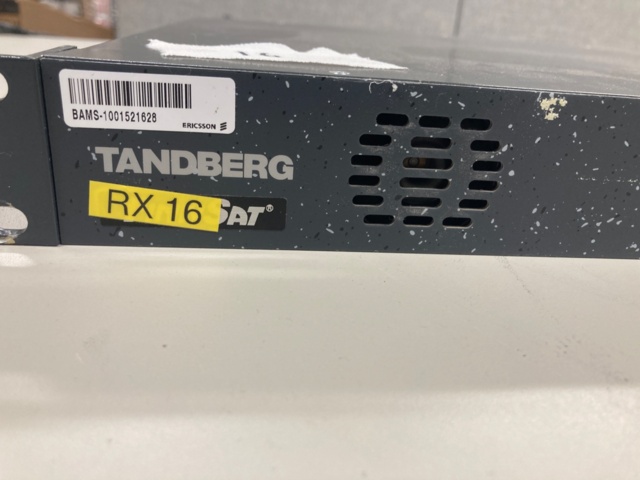 BAMS-1001521628
ERICSSON
TANDBERG
RX 16
SAT®